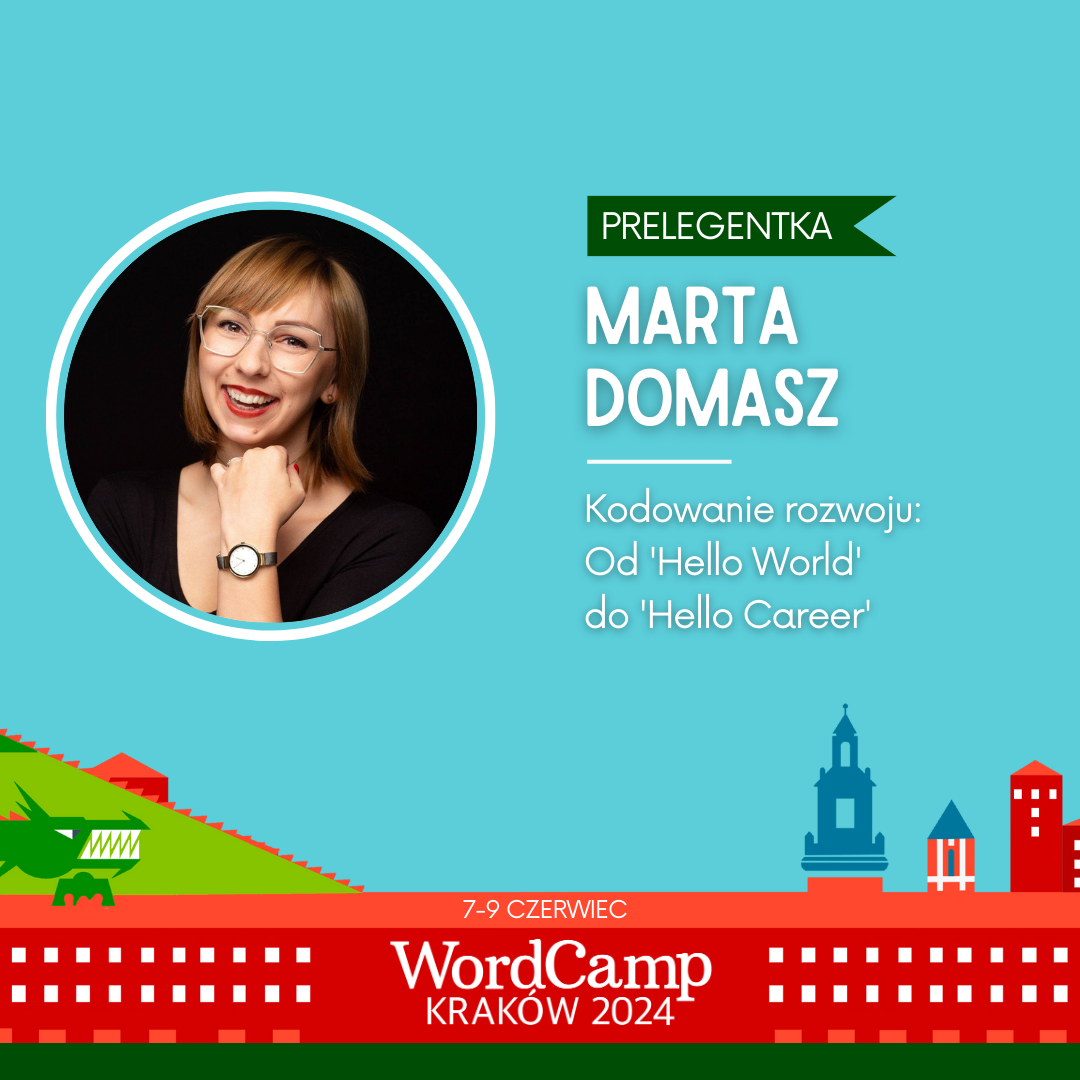 PRELEGENTKA
MARTA
DOMASZ
Kodowanie rozwoju:
Od 'Hello World'
do 'Hello Career'
7-9 CZERWIEC
WordCamp
KRAKÓW 2024